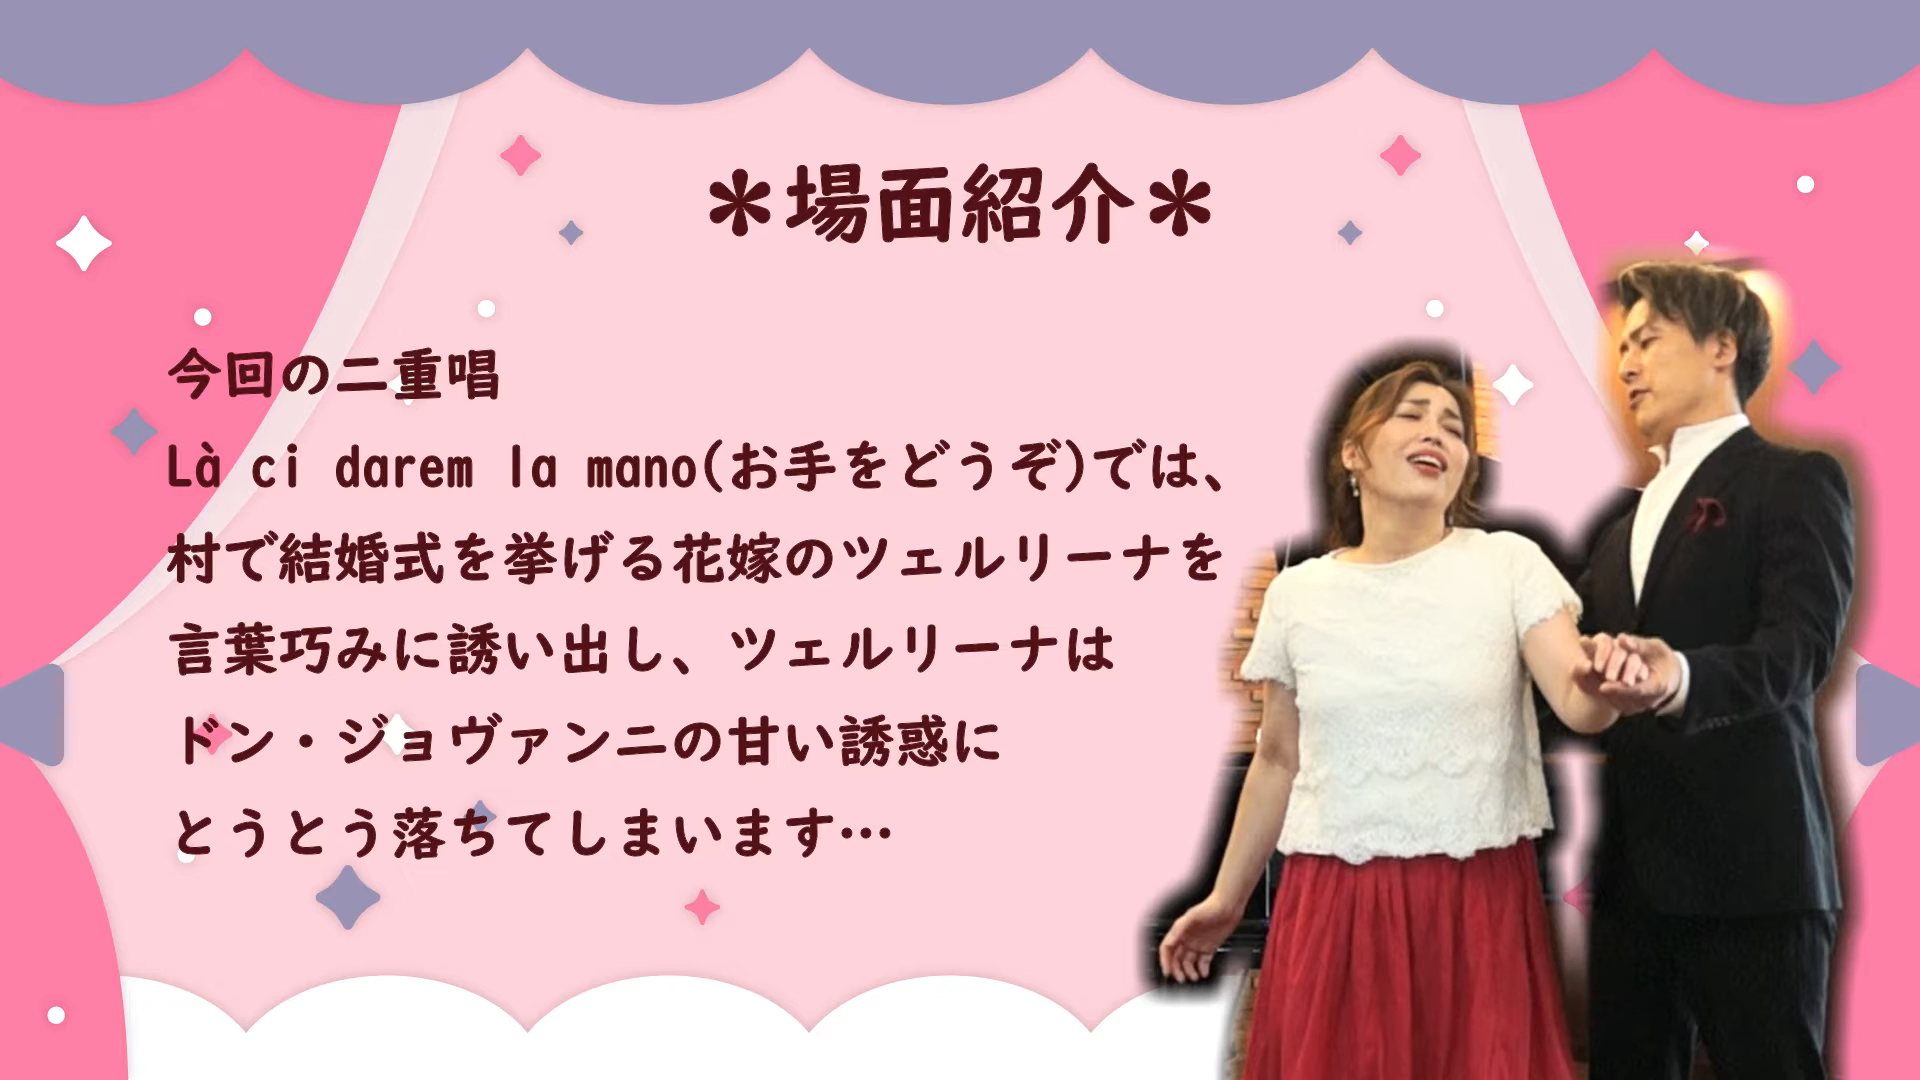 ＊場面紹介＊
今回の二重唱
Là ci darem la mano(お手をどうぞ)では、
村で結婚式を挙げる花嫁のツェルリーナを
言葉巧みに誘い出し、ツェルリーナは
ドン・ジョヴァンニの甘い誘惑に
とうとう落ちてしまいます…